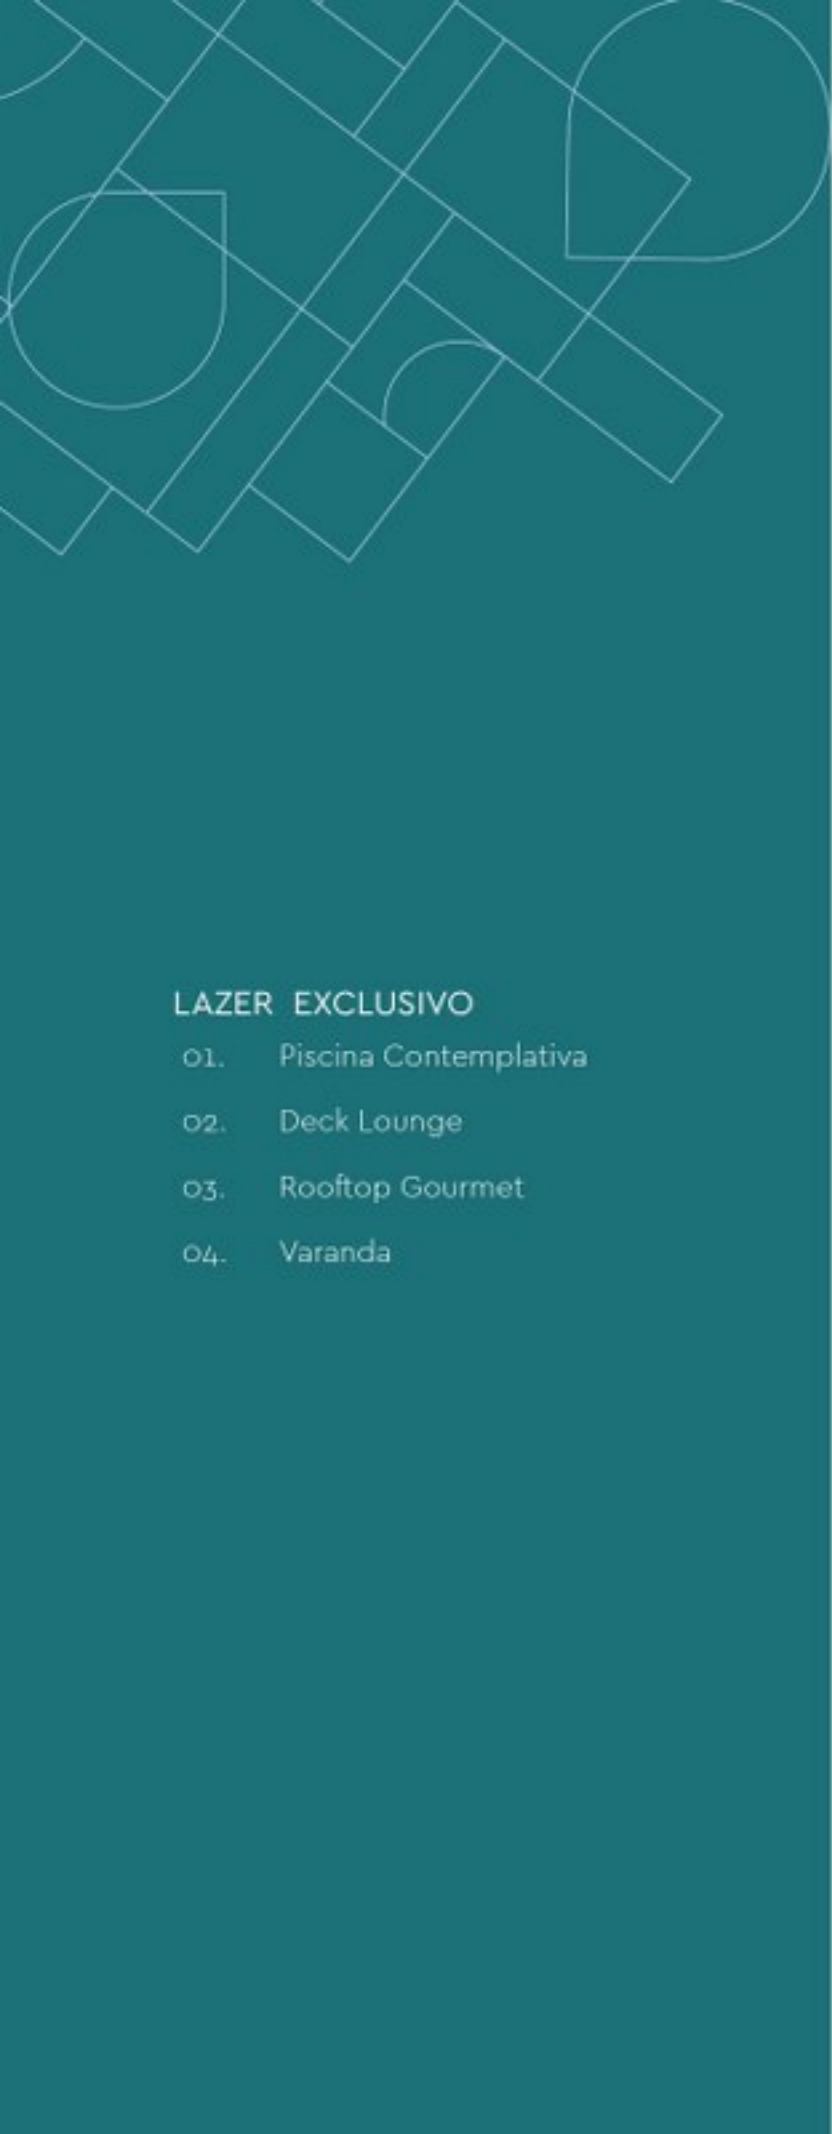 LAZER EXCLUSIVO
01. Piscina Contemplativa
02. Deck Lounge
03. Rooftop Gourmet
04. Varanda